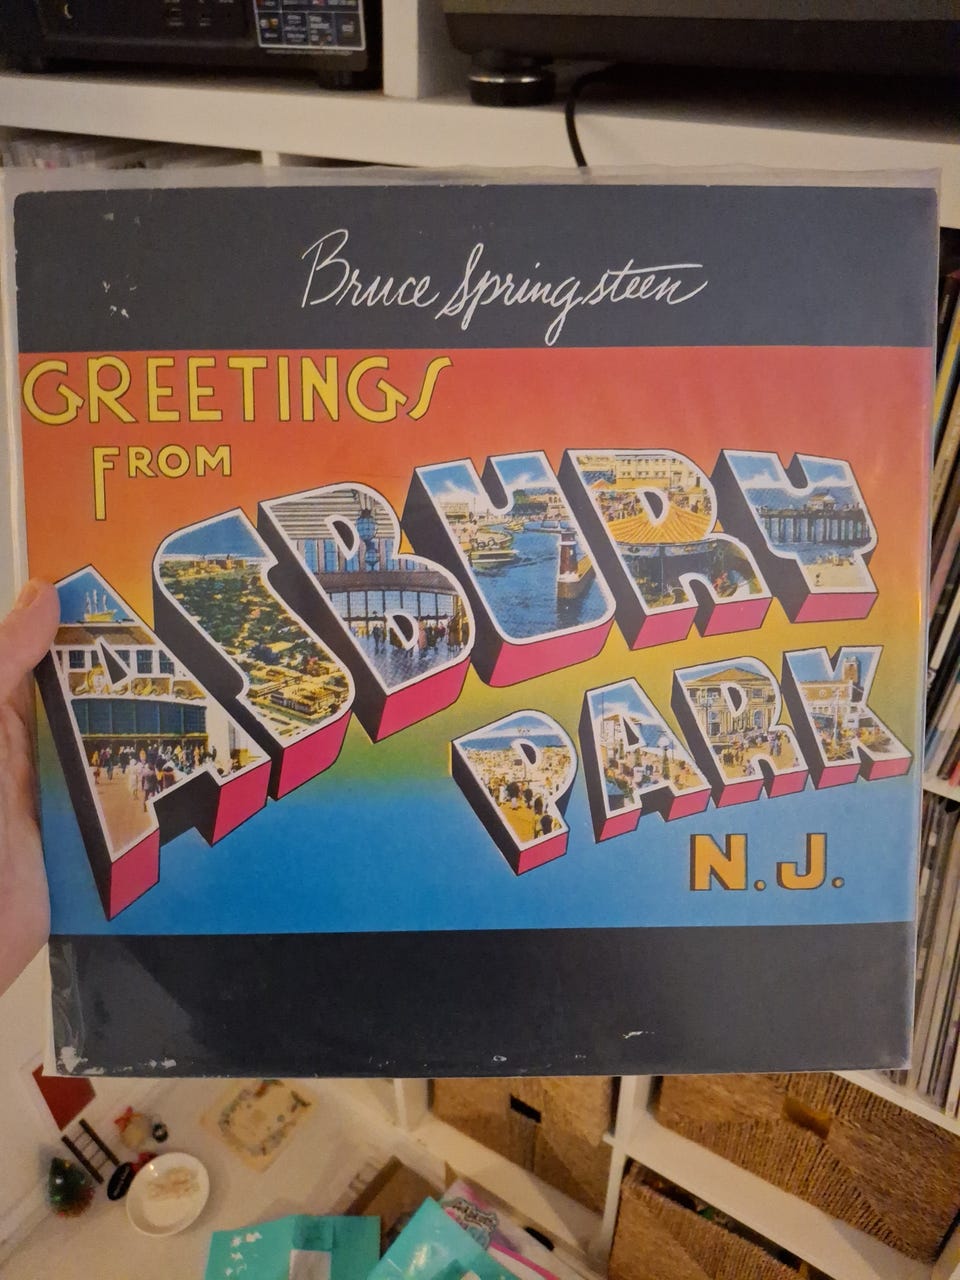 Bruce Springsteen
GREETINGS
FROM
ASBURY
PARK
N.J.